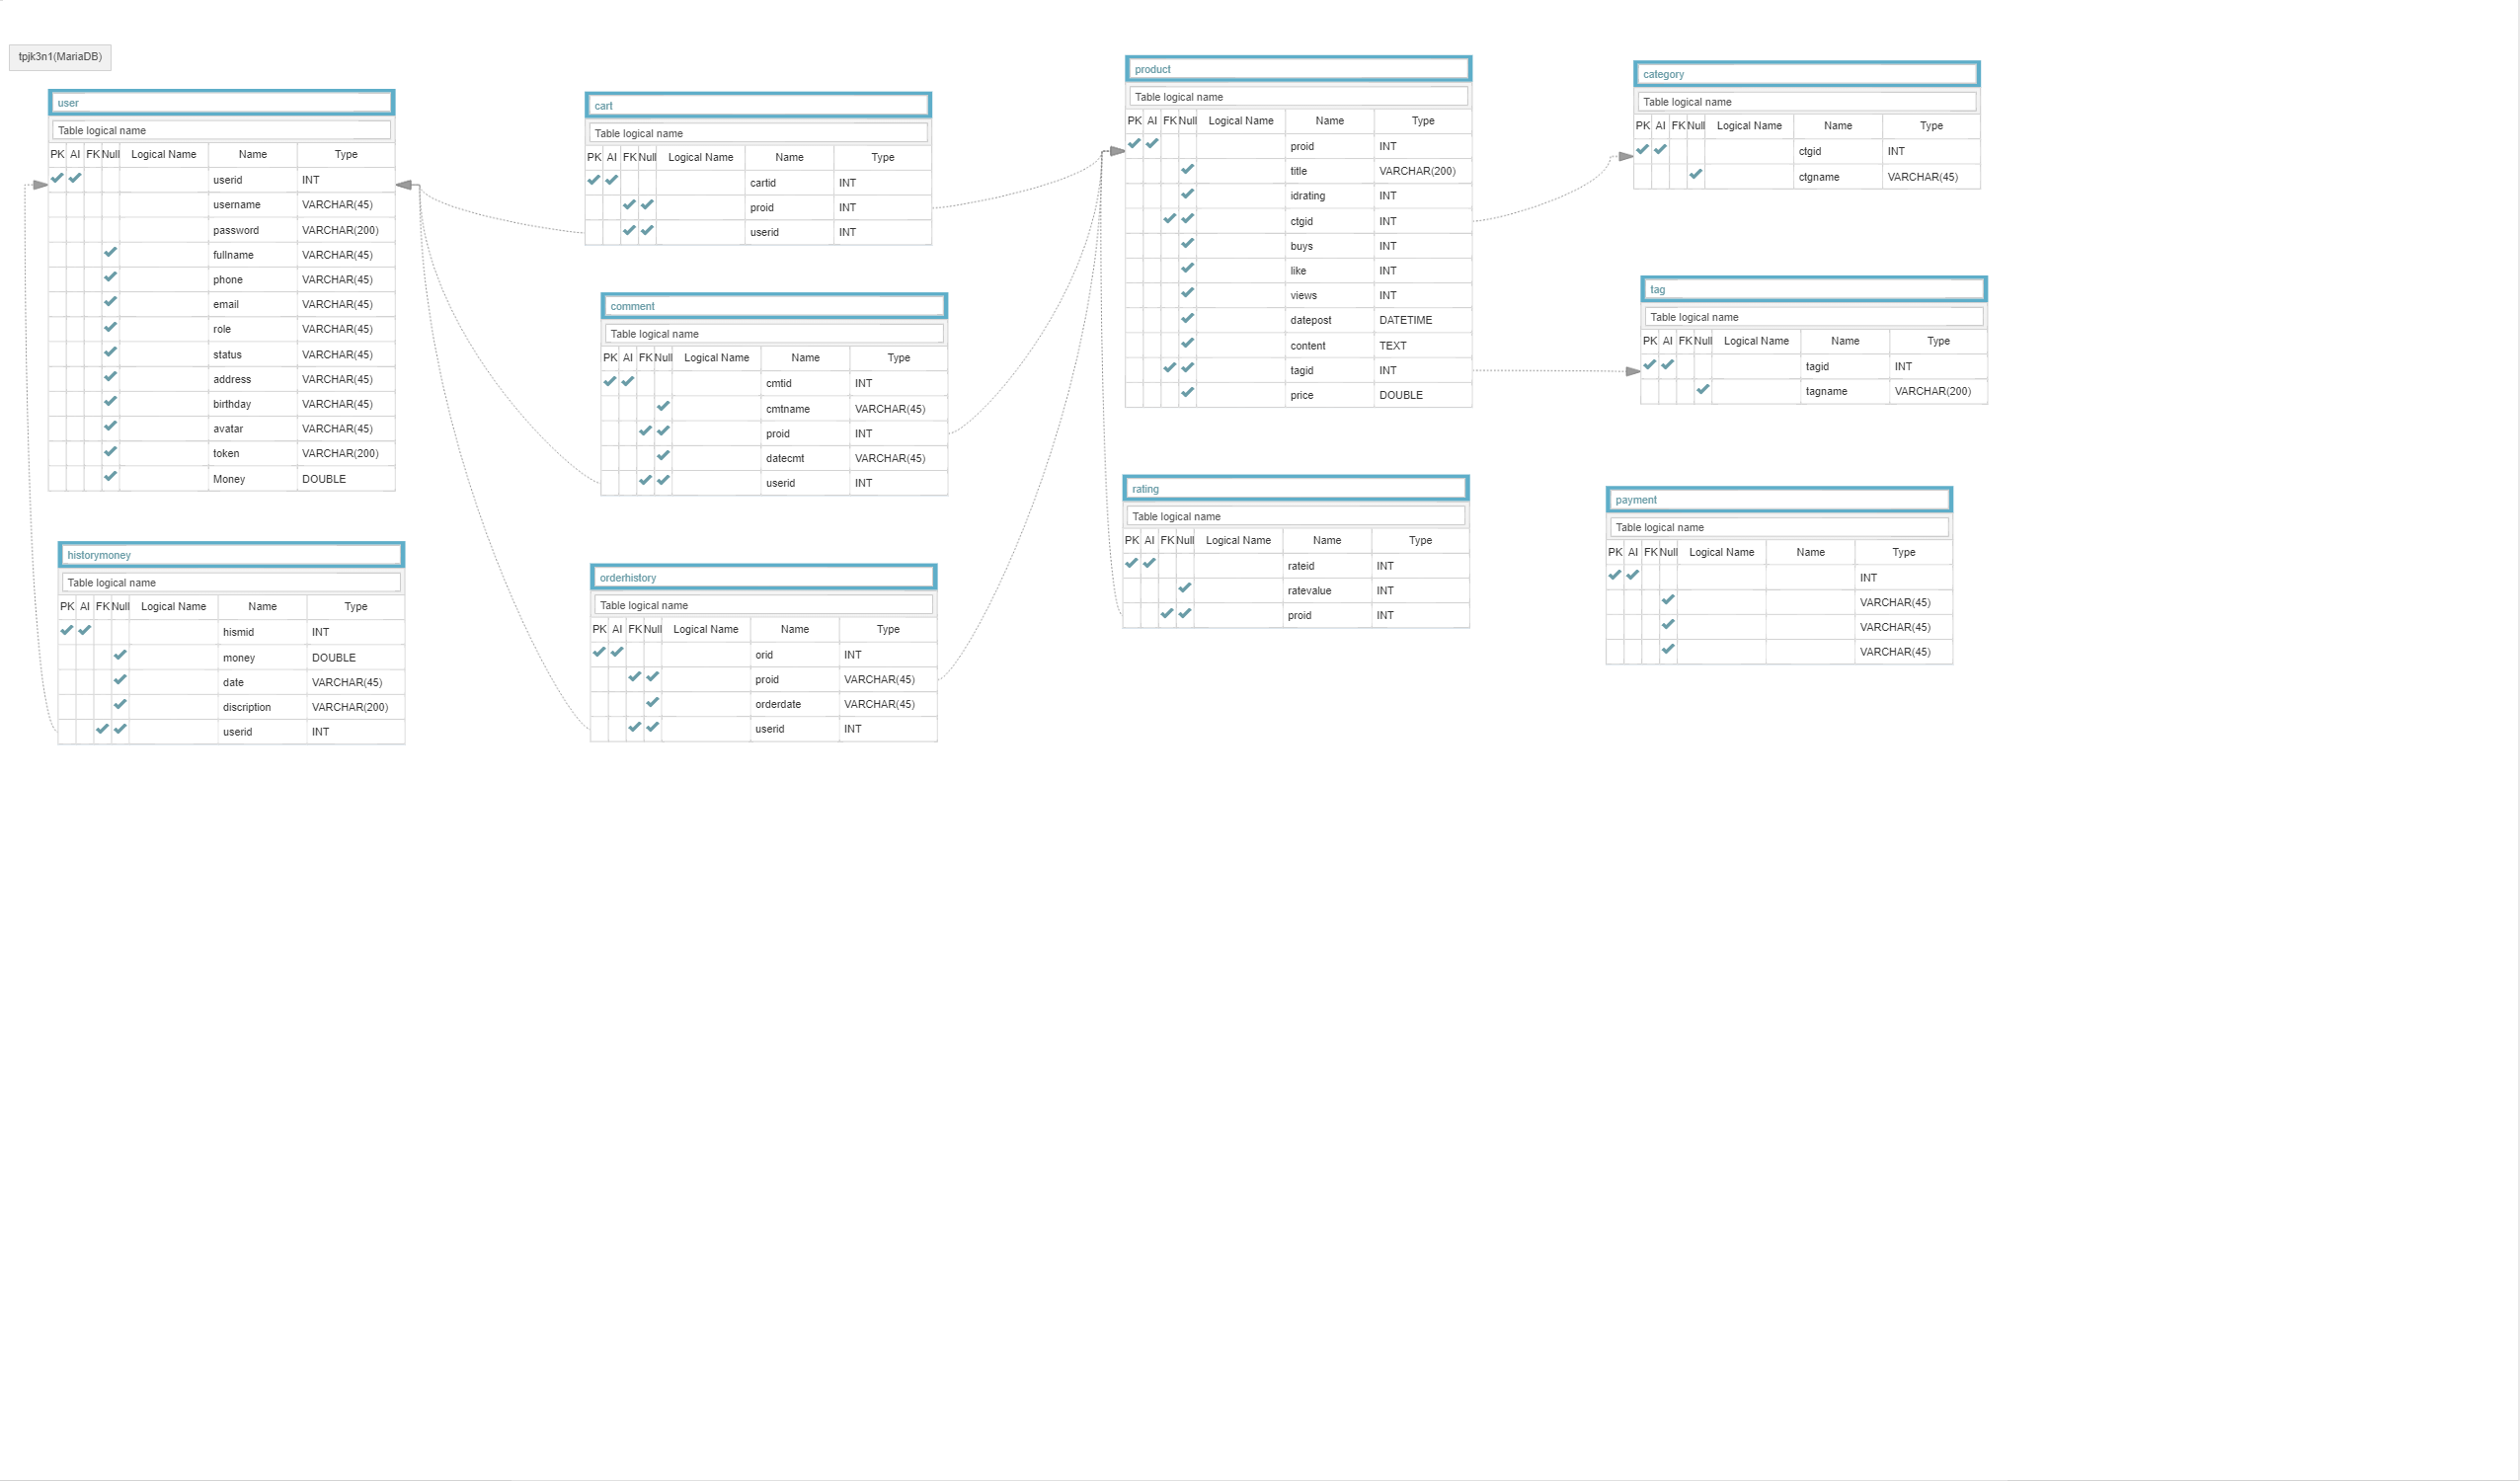 tpjk3n1(MariaDB)
user
Table logical name
PK AI FK Null Logical Name Name Type
userid INT
username VARCHAR(45)
password VARCHAR(200)
fullname VARCHAR(45)
phone VARCHAR(45)
email VARCHAR(45)
role VARCHAR(45)
status VARCHAR(45)
address VARCHAR(45)
birthday VARCHAR(45)
avatar VARCHAR(45)
token VARCHAR(200)
Money DOUBLE
historymoney
Table logical name
PK AI FK Null Logical Name Name Type
hismid INT
money DOUBLE
date VARCHAR(45)
discription VARCHAR(200)
userid INT
cart
Table logical name
PK AI FK Null Logical Name Name Type
cartid INT
proid INT
userid INT
comment
Table logical name
PK AI FK Null Logical Name Name Type
cmtid INT
cmtname VARCHAR(45)
proid INT
datecmt VARCHAR(45)
userid INT
orderhistory
Table logical name
PK AI FK Null Logical Name Name Type
orid INT
proid VARCHAR(45)
orderdate VARCHAR(45)
userid INT
product
Table logical name
PK AI FK Null Logical Name Name Type
proid INT
title VARCHAR(200)
idrating INT
ctgid INT
buys INT
like INT
views INT
datepost DATETIME
content TEXT
tagid INT
price DOUBLE
rating
Table logical name
PK AI FK Null Logical Name Name Type
rateid INT
ratevalue INT
proid INT
category
Table logical name
PK AI FK Null Logical Name Name Type
ctgid INT
ctgname VARCHAR(45)
tag
Table logical name
PK AI FK Null Logical Name Name Type
tagid INT
tagname VARCHAR(200)
payment
Table logical name
PK AI FK Null Logical Name Name Type
INT
VARCHAR(45)
VARCHAR(45)
VARCHAR(45)